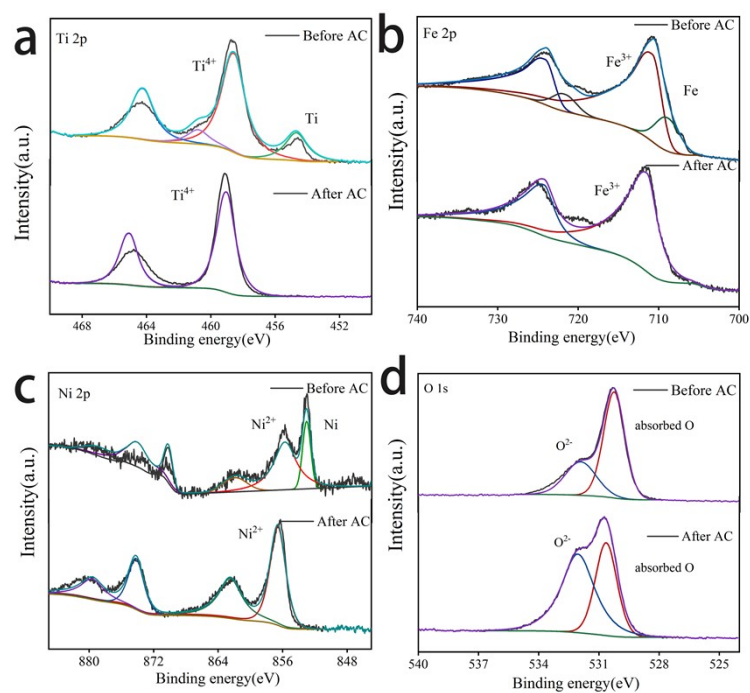 a
Ti 2p
Before AC
Ti⁴⁺
Ti
After AC
Ti⁴⁺
Intensity(a.u.)
468 464 460 456 452
Binding energy(eV)
b
Fe 2p
Before AC
Fe³⁺
Fe
After AC
Fe³⁺
Intensity(a.u.)
740 730 720 710 700
Binding energy(eV)
c
Ni 2p
Before AC
Ni²⁺
Ni
After AC
Ni²⁺
Intensity(a.u.)
880 872 864 856 848
Binding energy(eV)
d
O 1s
Before AC
absorbed O
O²⁻
After AC
O²⁻
absorbed O
Intensity(a.u.)
540 537 534 531 528 525
Binding energy(eV)